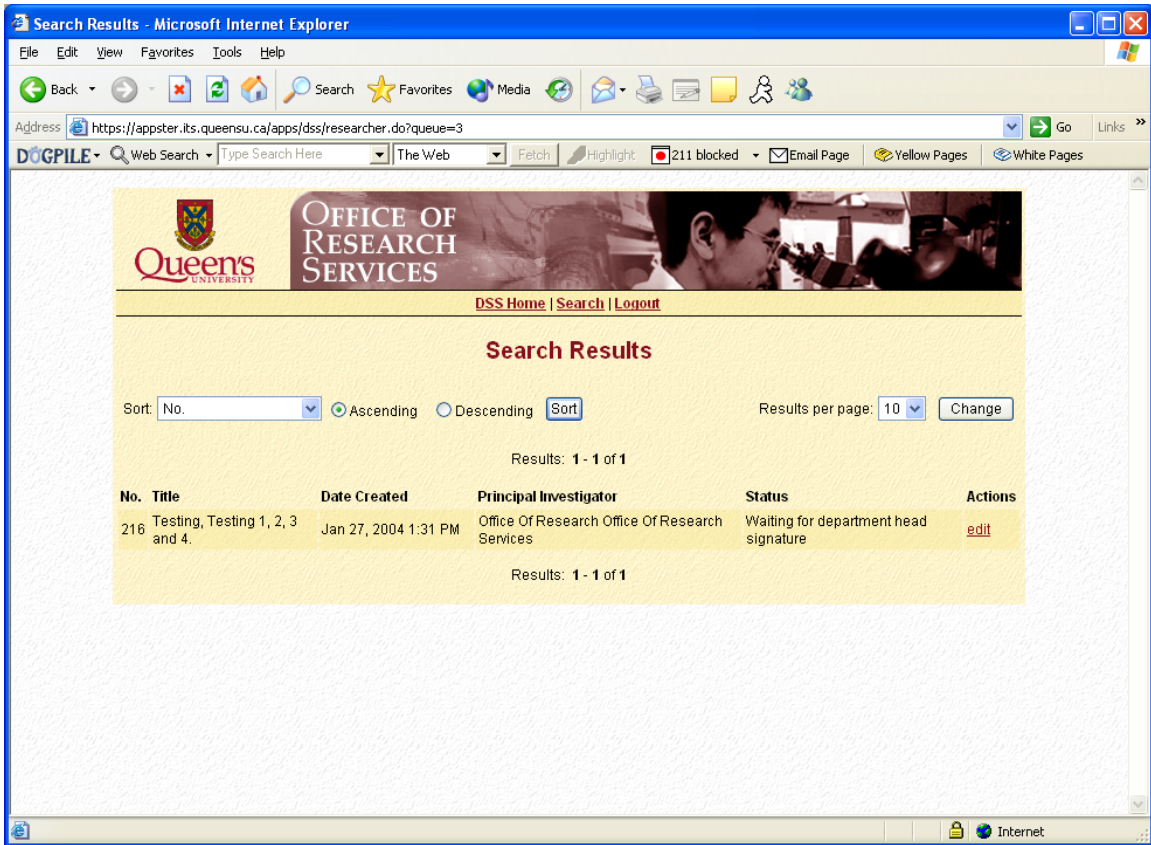 Search Results - Microsoft Internet Explorer
File Edit View Favorites Tools Help
Back Search Favorites Media
Address https://appster.its.queensu.ca/apps/dss/researcher.do?queue=3 Go Links »
DOGPILE Web Search Type Search Here The Web Fetch Highlight 211 blocked Email Page Yellow Pages White Pages
Queen's
UNIVERSITY
OFFICE OF
RESEARCH
SERVICES
DSS Home | Search | Logout
Search Results
Sort: No. Ascending Descending Sort Results per page: 10 Change
Results: 1 - 1 of 1
No. Title Date Created Principal Investigator Status Actions
216 Testing, Testing 1, 2, 3 and 4. Jan 27, 2004 1:31 PM Office Of Research Office Of Research Services Waiting for department head signature edit
Results: 1 - 1 of 1
Internet